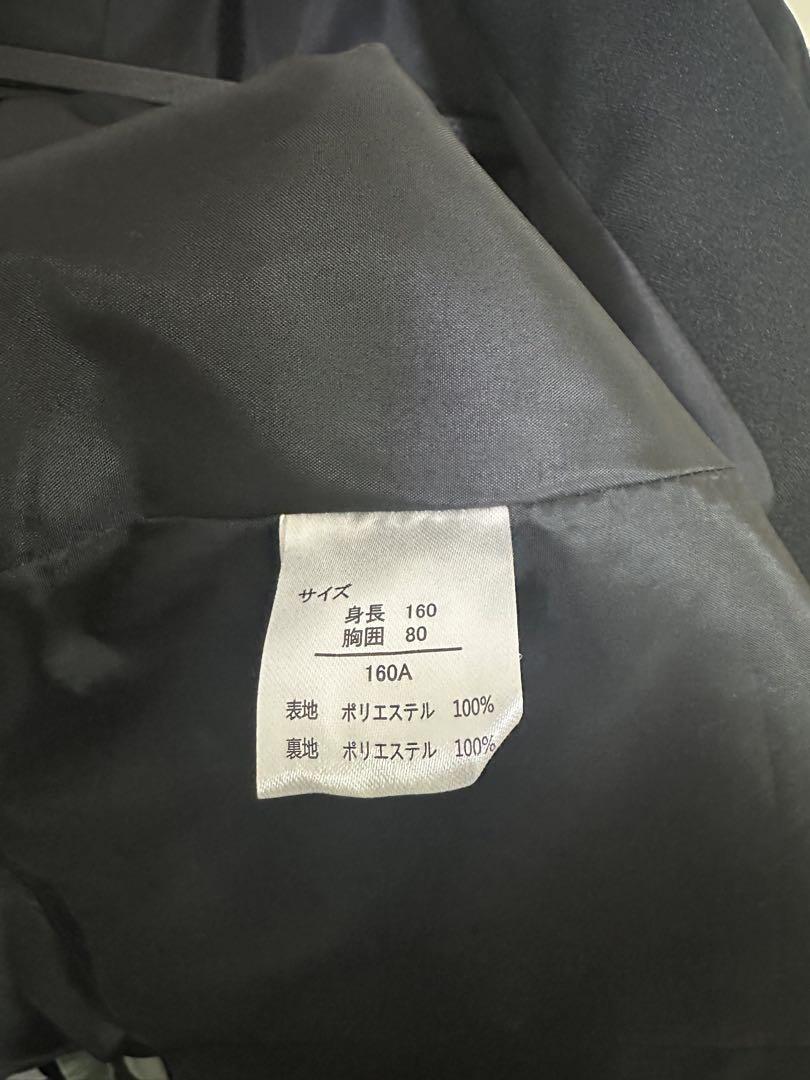 サイズ
身長 160
胸囲 80
160A
表地 ポリエステル 100%
裏地 ポリエステル 100%